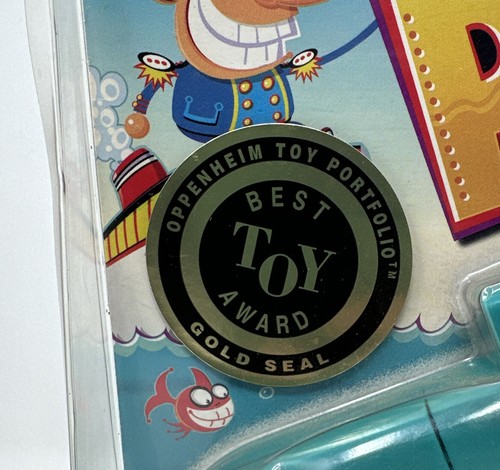 OPPENHEIM TOY PORTFOLIO™
BEST
TOY
AWARD
GOLD SEAL